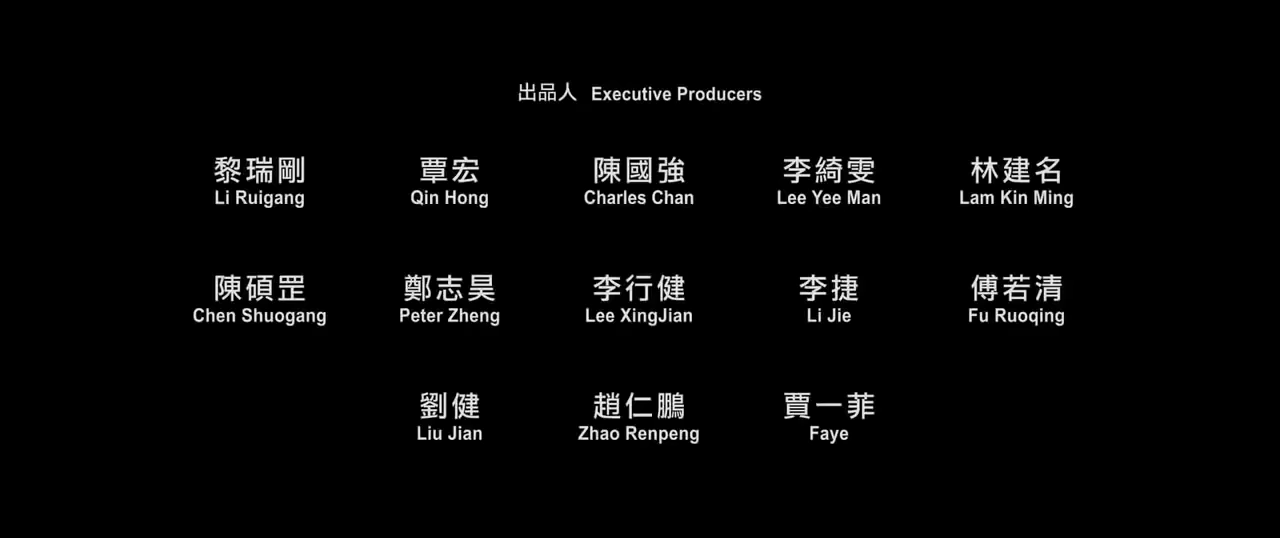 出品人 Executive Producers
黎瑞剛 覃宏 陳國強 李綺雯 林建名
Li Ruigang Qin Hong Charles Chan Lee Yee Man Lam Kin Ming
陳碩罡 鄭志昊 李行健 李捷 傅若清
Chen Shuogang Peter Zheng Lee XingJian Li Jie Fu Ruoqing
劉健 趙仁鵬 賈一菲
Liu Jian Zhao Renpeng Faye